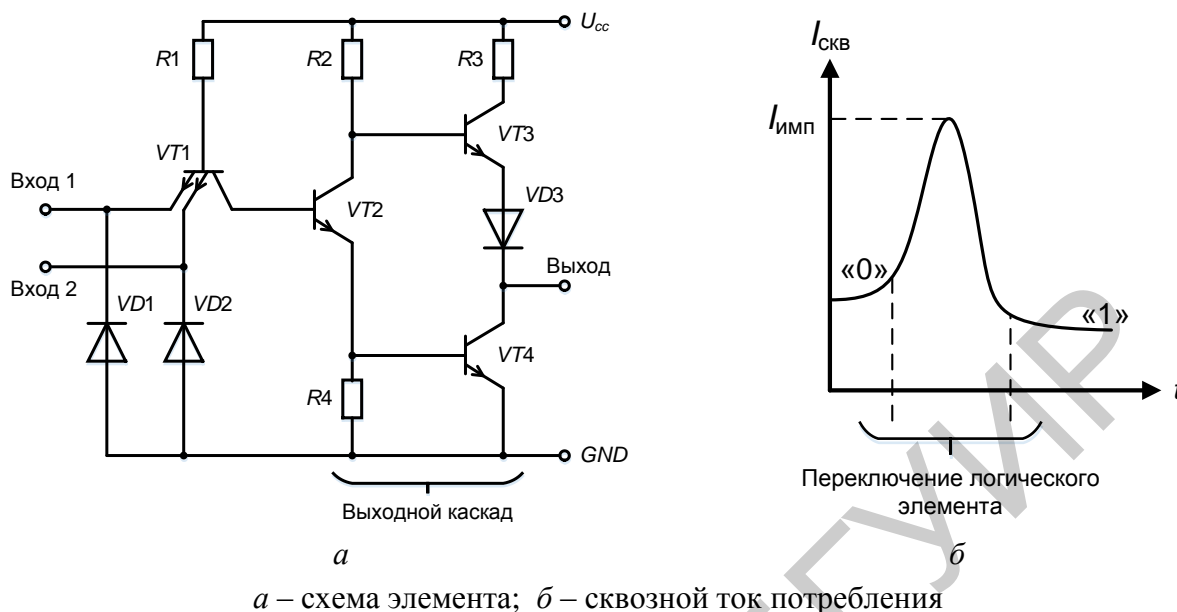 U_cc
R1
R2
R3
VT3
VT1
Вход 1
VT2
VD3
Выход
Вход 2
VD1
VD2
VT4
R4
GND
Выходной каскад
а
I_СКВ
I_ИМП
«0»
«1»
t
Переключение логического
элемента
б
а – схема элемента; б – сквозной ток потребления
БГУИР